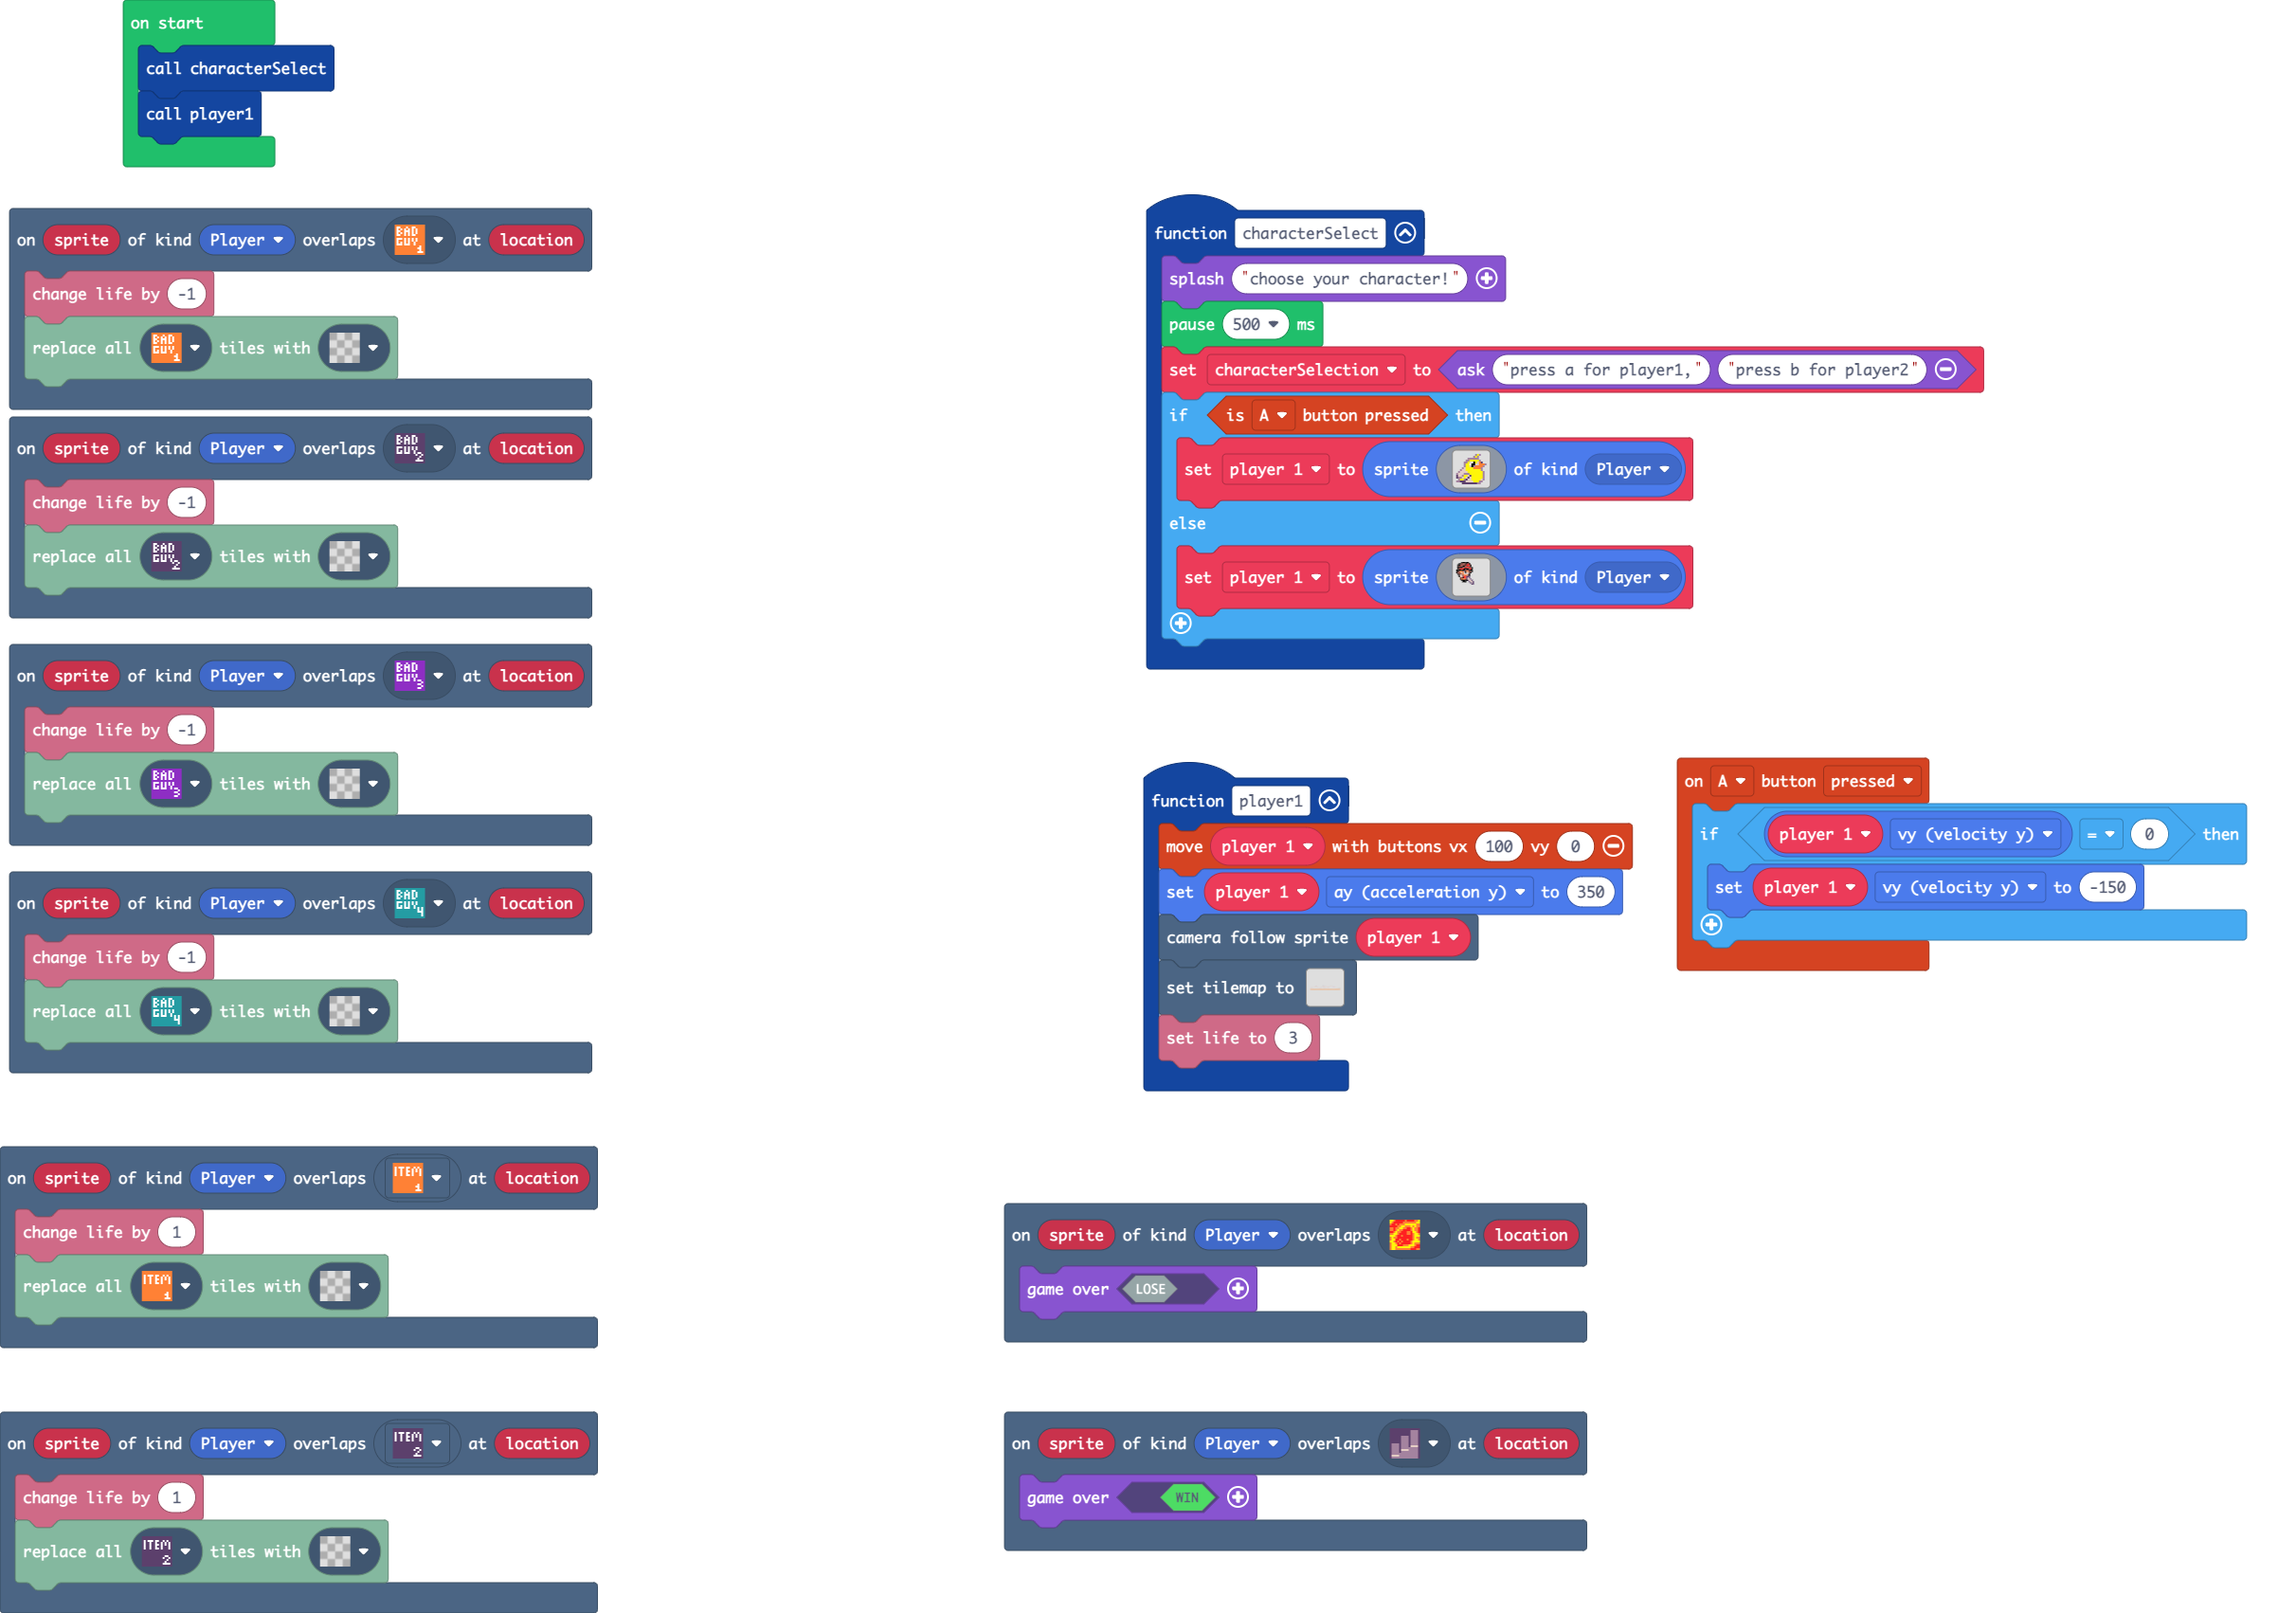 on start
call characterSelect
call player1
on sprite of kind Player overlaps BAD GUY 1 at location
change life by -1
replace all BAD GUY 1 tiles with
on sprite of kind Player overlaps BAD GUY 2 at location
change life by -1
replace all BAD GUY 2 tiles with
on sprite of kind Player overlaps BAD GUY 3 at location
change life by -1
replace all BAD GUY 3 tiles with
on sprite of kind Player overlaps BAD GUY 4 at location
change life by -1
replace all BAD GUY 4 tiles with
on sprite of kind Player overlaps ITEM 1 at location
change life by 1
replace all ITEM 1 tiles with
on sprite of kind Player overlaps ITEM 2 at location
change life by 1
replace all ITEM 2 tiles with
function characterSelect
splash "choose your character!"
pause 500 ms
set characterSelection to ask "press a for player1," "press b for player2"
if is A button pressed then
set player 1 to sprite of kind Player
else
set player 1 to sprite of kind Player
function player1
move player 1 with buttons vx 100 vy 0
set player 1 ay (acceleration y) to 350
camera follow sprite player 1
set tilemap to
set life to 3
on A button pressed
if player 1 vy (velocity y) = 0 then
set player 1 vy (velocity y) to -150
on sprite of kind Player overlaps at location
game over LOSE
on sprite of kind Player overlaps at location
game over WIN